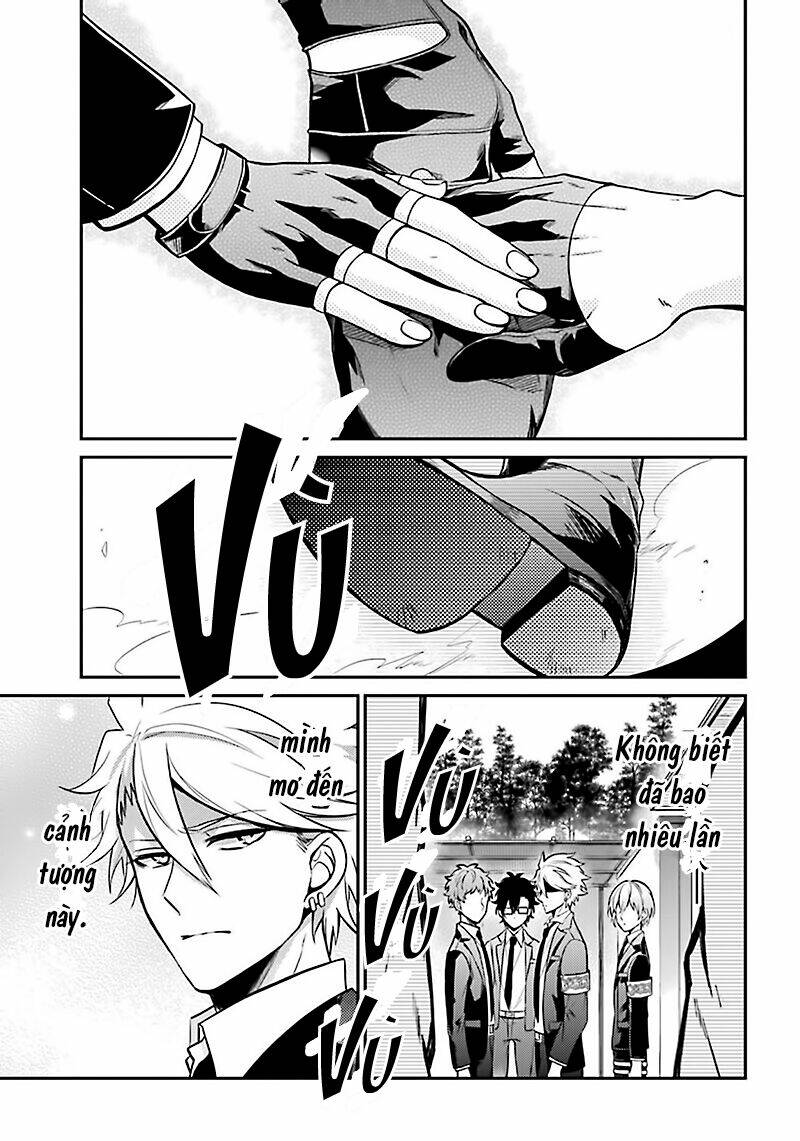 Vù
Không biết
đã bao
nhiêu lần
Vù
Vù
Vù
mình
mơ đến
cảnh
tượng
này.